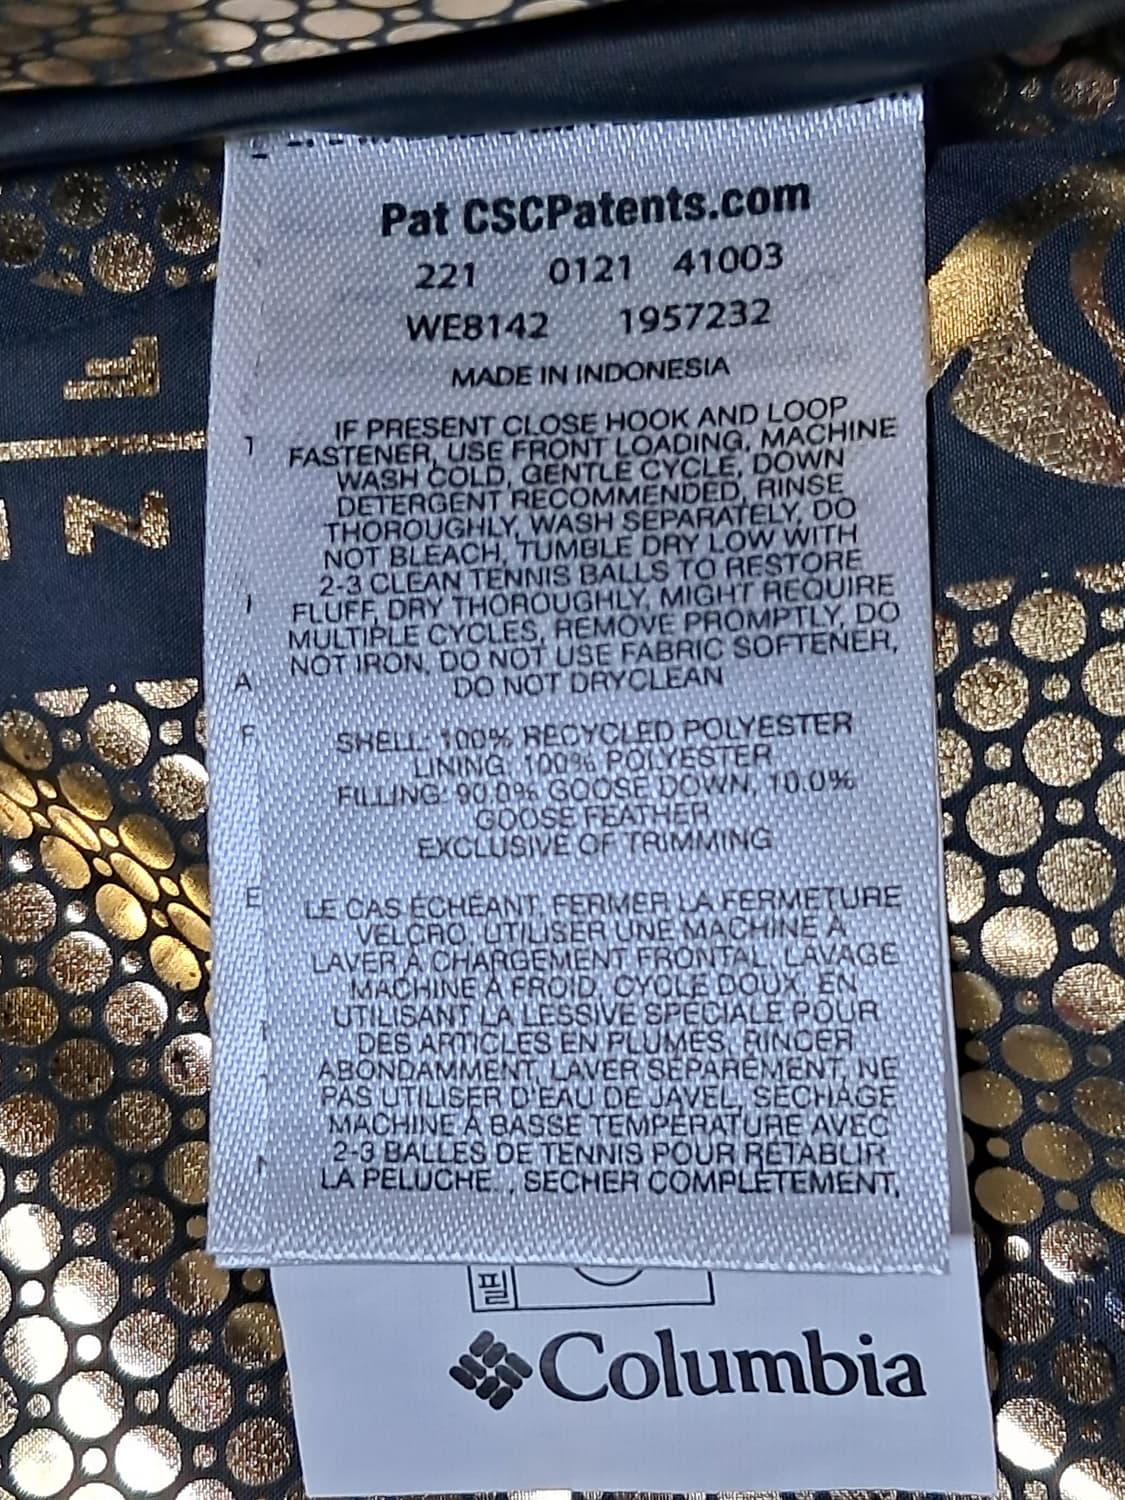 Pat CSCPatents.com
221 0121 41003
WE8142 1957232
MADE IN INDONESIA
IF PRESENT CLOSE HOOK AND LOOP
FASTENER, USE FRONT LOADING, MACHINE
WASH COLD, GENTLE CYCLE, DOWN
DETERGENT RECOMMENDED, RINSE
THOROUGHLY, WASH SEPARATELY, DO
NOT BLEACH, TUMBLE DRY LOW WITH
2-3 CLEAN TENNIS BALLS TO RESTORE
FLUFF, DRY THOROUGHLY, MIGHT REQUIRE
MULTIPLE CYCLES, REMOVE PROMPTLY, DO
NOT IRON, DO NOT USE FABRIC SOFTENER,
DO NOT DRYCLEAN
SHELL: 100% RECYCLED POLYESTER
LINING: 100% POLYESTER
FILLING: 90.0% GOOSE DOWN, 10.0%
GOOSE FEATHER
EXCLUSIVE OF TRIMMING
LE CAS ÉCHÉANT, FERMER LA FERMETURE
VELCRO, UTILISER UNE MACHINE À
LAVER À CHARGEMENT FRONTAL, LAVAGE
MACHINE À FROID, CYCLE DOUX, EN
UTILISANT LA LESSIVE SPÉCIALE POUR
DES ARTICLES EN PLUMES, RINCER
ABONDAMMENT, LAVER SÉPARÉMENT, NE
PAS UTILISER D'EAU DE JAVEL, SÉCHAGE
MACHINE À BASSE TEMPÉRATURE AVEC
2-3 BALLES DE TENNIS POUR RÉTABLIR
LA PELUCHE. , SÉCHER COMPLÈTEMENT,
필
Columbia